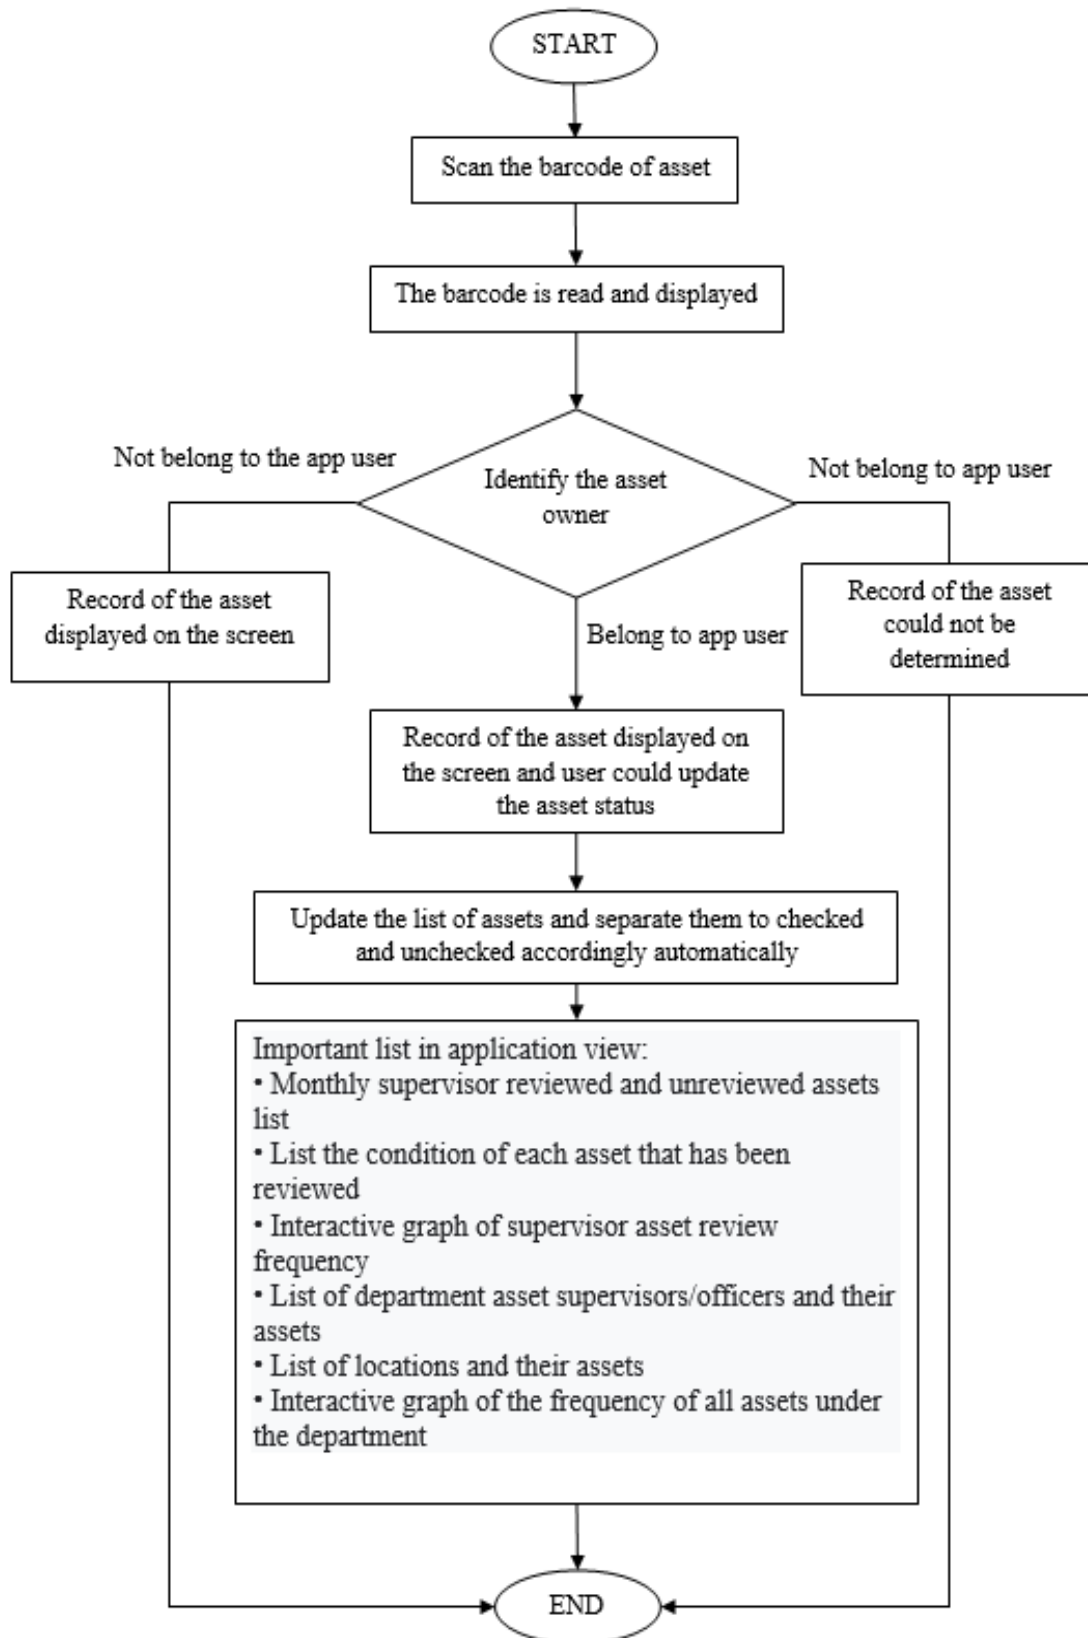 START
Scan the barcode of asset
The barcode is read and displayed
Not belong to the app user
Identify the asset
owner
Not belong to app user
Record of the asset
displayed on the screen
Belong to app user
Record of the asset
could not be
determined
Record of the asset displayed on
the screen and user could update
the asset status
Update the list of assets and separate them to checked
and unchecked accordingly automatically
Important list in application view:
• Monthly supervisor reviewed and unreviewed assets
list
• List the condition of each asset that has been
reviewed
• Interactive graph of supervisor asset review
frequency
• List of department asset supervisors/officers and their
assets
• List of locations and their assets
• Interactive graph of the frequency of all assets under
the department
END